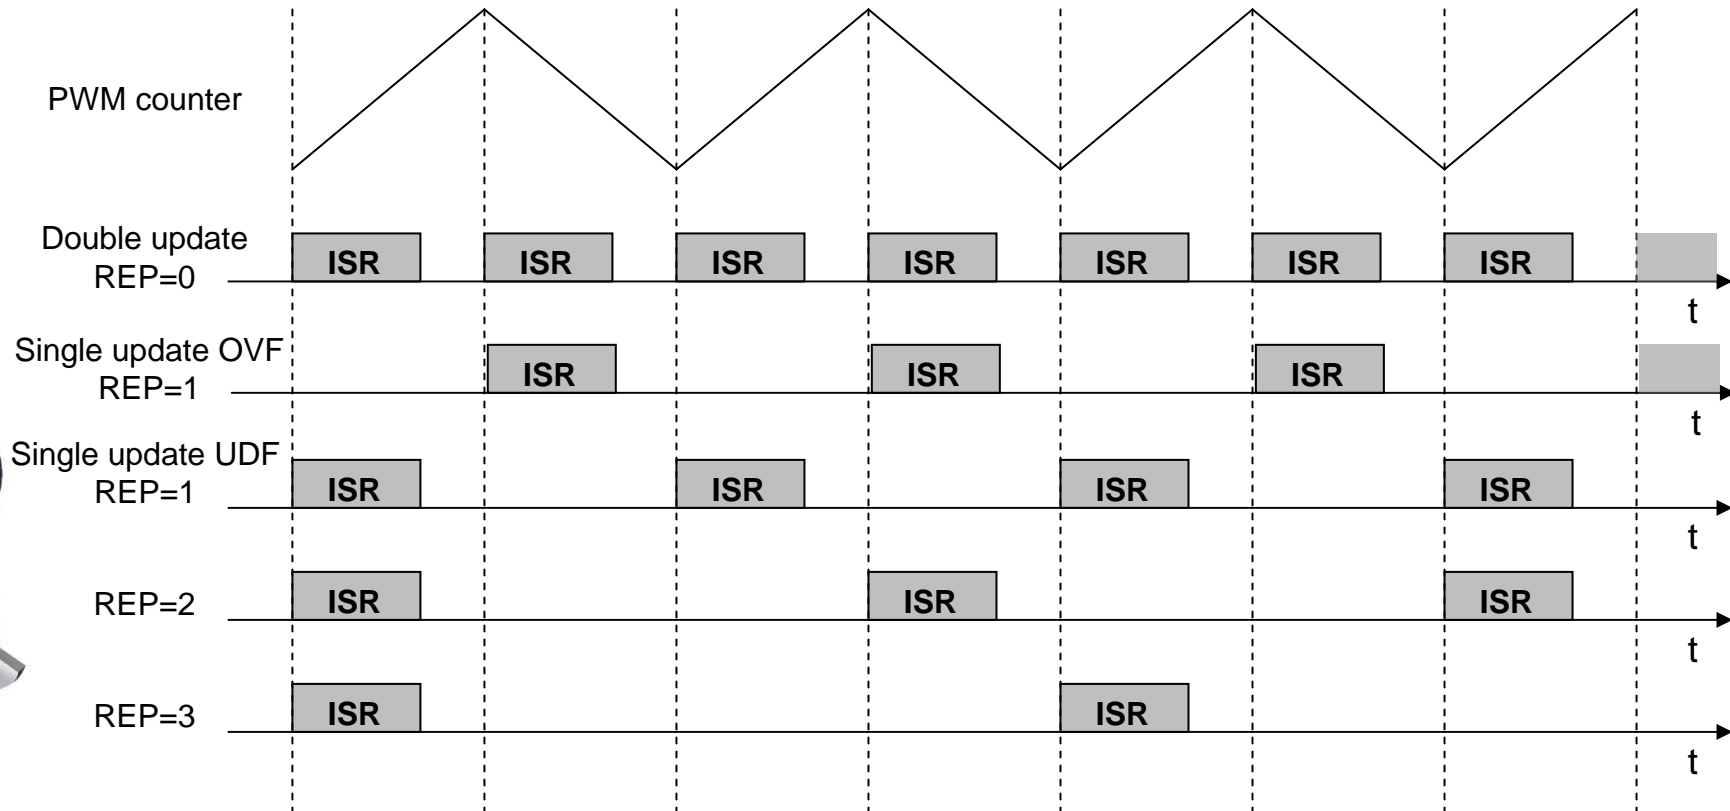 PWM counter
Double update
REP=0
ISR ISR ISR ISR ISR ISR ISR
t
Single update OVF
REP=1
ISR ISR ISR
t
Single update UDF
REP=1
ISR ISR ISR ISR
t
REP=2
ISR ISR ISR
t
REP=3
ISR ISR
t